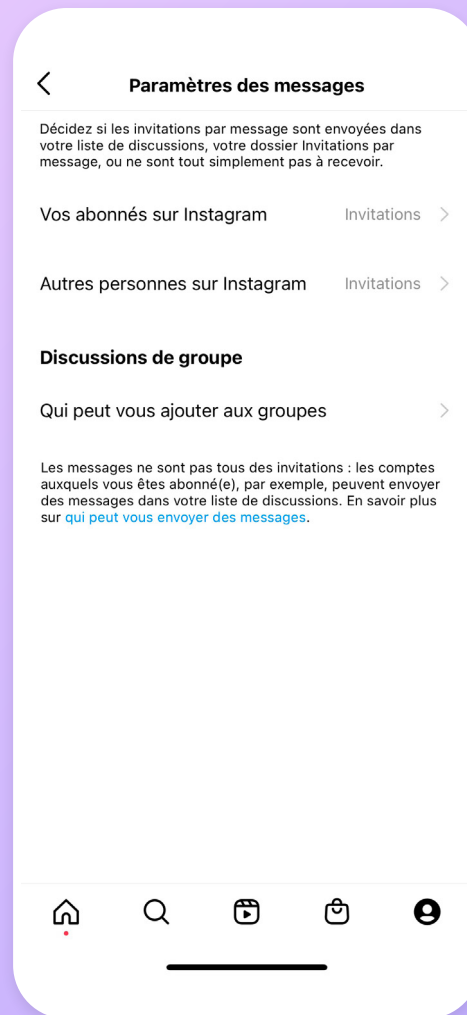 Paramètres des messages
Décidez si les invitations par message sont envoyées dans
votre liste de discussions, votre dossier Invitations par
message, ou ne sont tout simplement pas à recevoir.
Vos abonnés sur Instagram Invitations
Autres personnes sur Instagram Invitations
Discussions de groupe
Qui peut vous ajouter aux groupes
Les messages ne sont pas tous des invitations : les comptes
auxquels vous êtes abonné(e), par exemple, peuvent envoyer
des messages dans votre liste de discussions. En savoir plus
sur qui peut vous envoyer des messages.